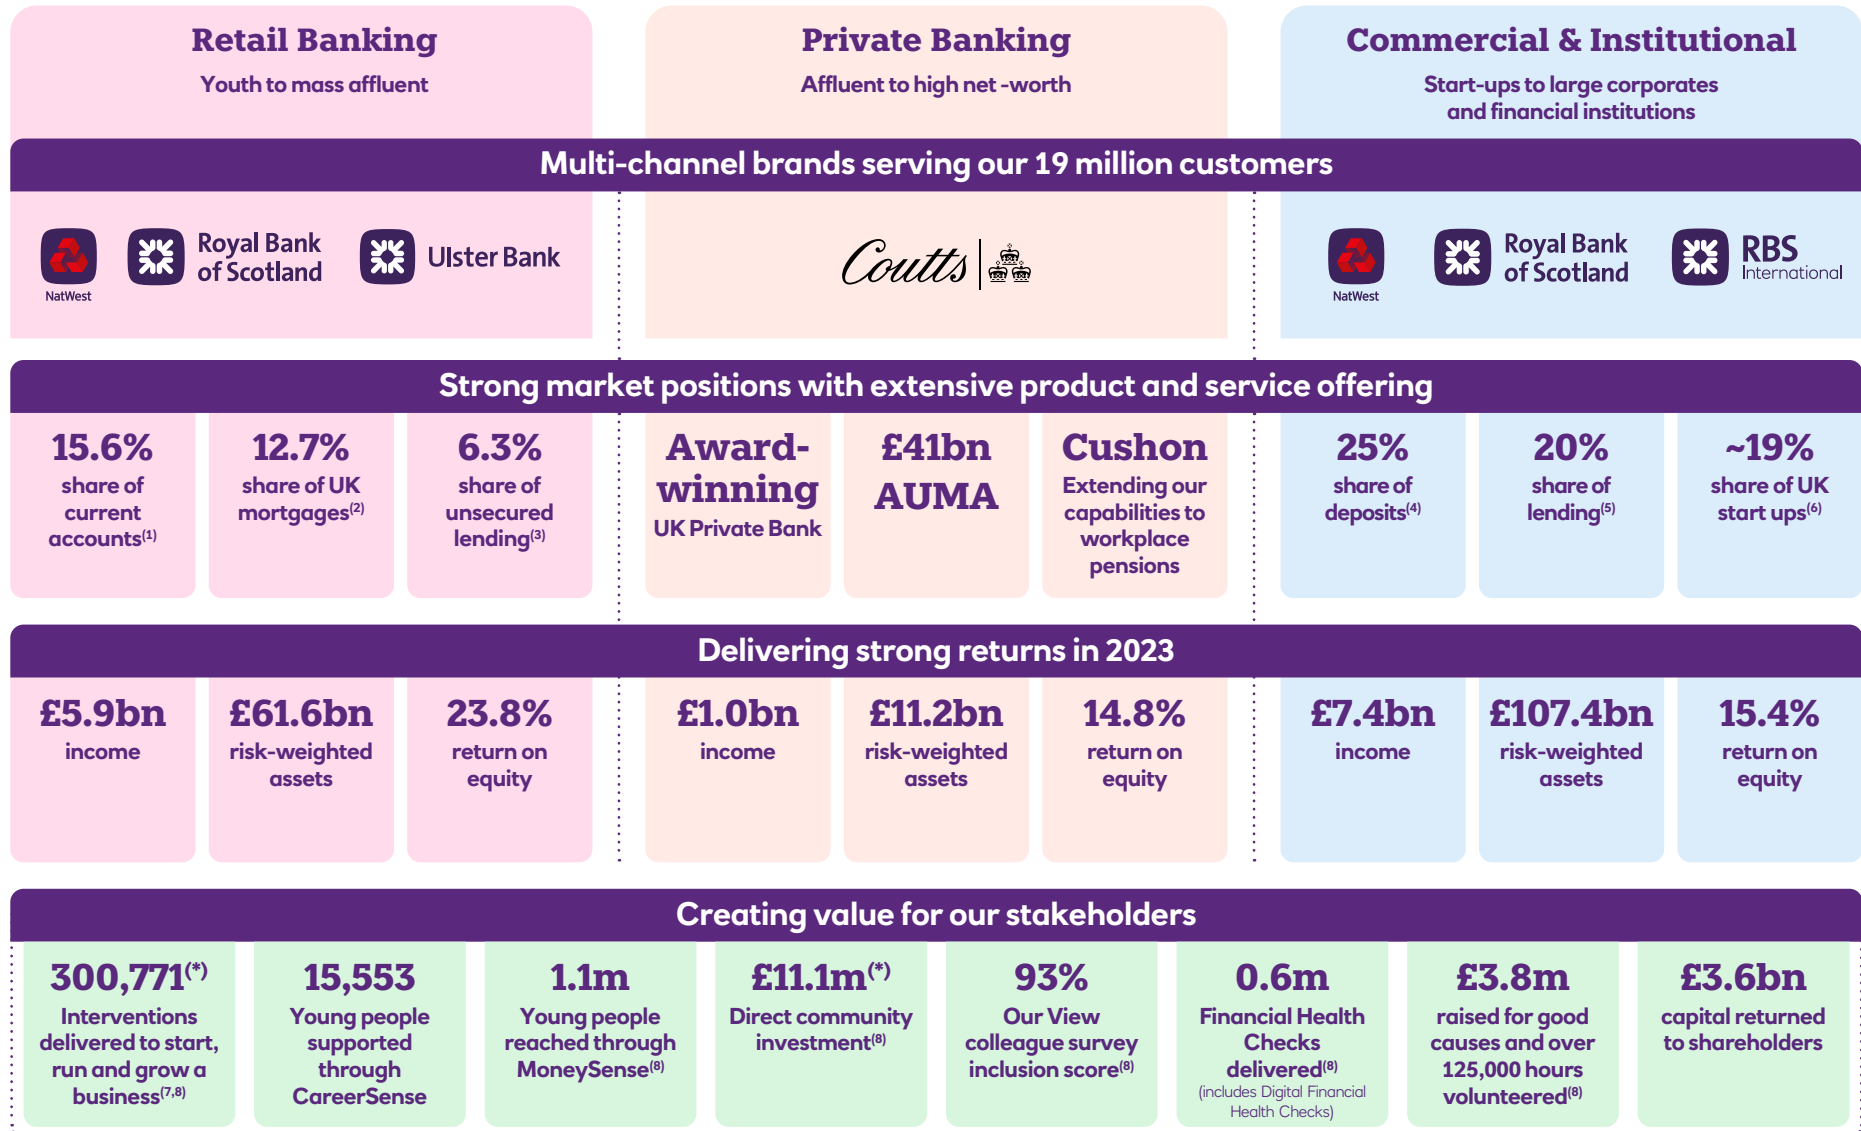 Retail Banking
Youth to mass affluent
Private Banking
Affluent to high net -worth
Commercial & Institutional
Start-ups to large corporates
and financial institutions
Multi-channel brands serving our 19 million customers
NatWest
Royal Bank
of Scotland
Ulster Bank
Coutts
NatWest
Royal Bank
of Scotland
RBS
International
Strong market positions with extensive product and service offering
15.6%
share of
current
accounts(1)
12.7%
share of UK
mortgages(2)
6.3%
share of
unsecured
lending(3)
Award-
winning
UK Private Bank
£41bn
AUMA
Cushon
Extending our
capabilities to
workplace
pensions
25%
share of
deposits(4)
20%
share of
lending(5)
~19%
share of UK
start ups(6)
Delivering strong returns in 2023
£5.9bn
income
£61.6bn
risk-weighted
assets
23.8%
return on
equity
£1.0bn
income
£11.2bn
risk-weighted
assets
14.8%
return on
equity
£7.4bn
income
£107.4bn
risk-weighted
assets
15.4%
return on
equity
Creating value for our stakeholders
300,771(*)
Interventions
delivered to start,
run and grow a
business(7,8)
15,553
Young people
supported
through
CareerSense
1.1m
Young people
reached through
MoneySense(8)
£11.1m(*)
Direct community
investment(8)
93%
Our View
colleague survey
inclusion score(8)
0.6m
Financial Health
Checks
delivered(8)
(includes Digital Financial
Health Checks)
£3.8m
raised for good
causes and over
125,000 hours
volunteered(8)
£3.6bn
capital returned
to shareholders